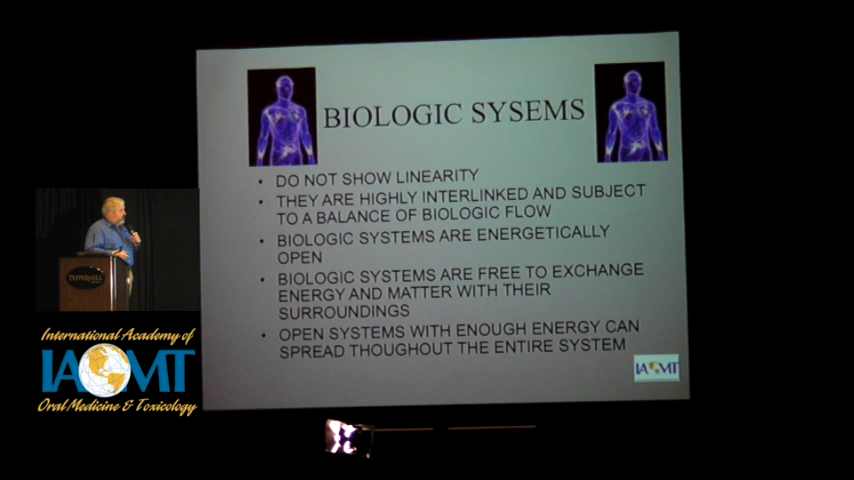 BIOLOGIC SYSEMS
• DO NOT SHOW LINEARITY
• THEY ARE HIGHLY INTERLINKED AND SUBJECT
TO A BALANCE OF BIOLOGIC FLOW
• BIOLOGIC SYSTEMS ARE ENERGETICALLY
OPEN
• BIOLOGIC SYSTEMS ARE FREE TO EXCHANGE
ENERGY AND MATTER WITH THEIR
SURROUNDINGS
• OPEN SYSTEMS WITH ENOUGH ENERGY CAN
SPREAD THOUGHOUT THE ENTIRE SYSTEM
IAOMT
PEPPERMILL
International Academy of
IAOMT
Oral Medicine & Toxicology